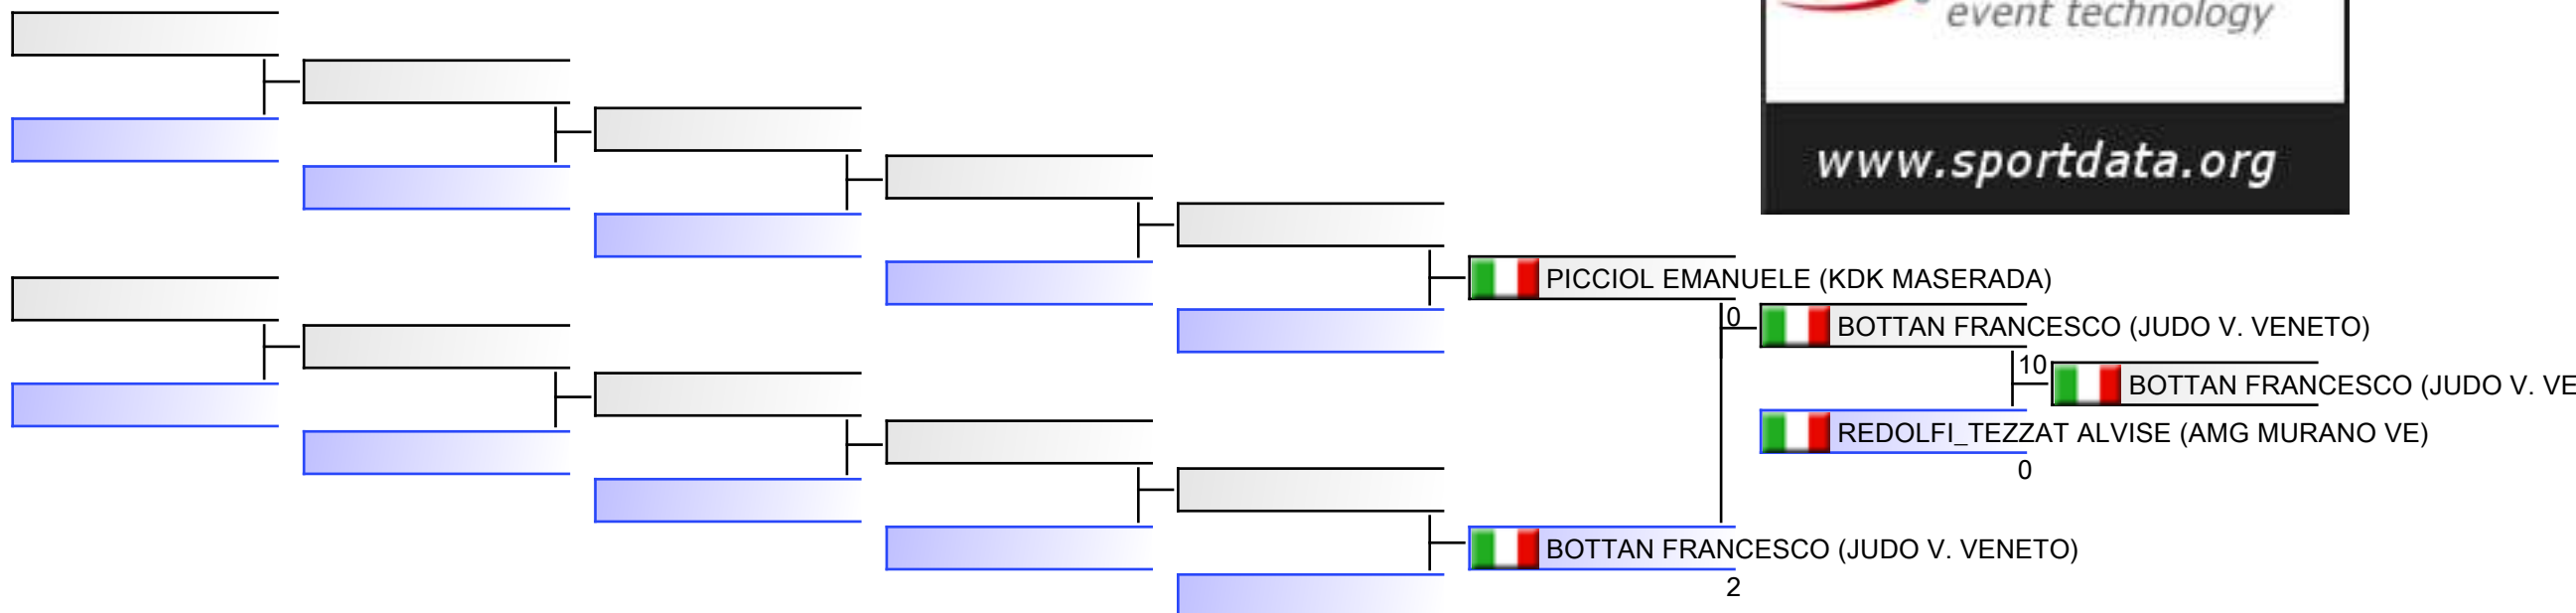 event technology
www.sportdata.org
PICCIOL EMANUELE (KDK MASERADA)
0
BOTTAN FRANCESCO (JUDO V. VENETO)
10
BOTTAN FRANCESCO (JUDO V. VE
REDOLFI_TEZZAT ALVISE (AMG MURANO VE)
0
BOTTAN FRANCESCO (JUDO V. VENETO)
2